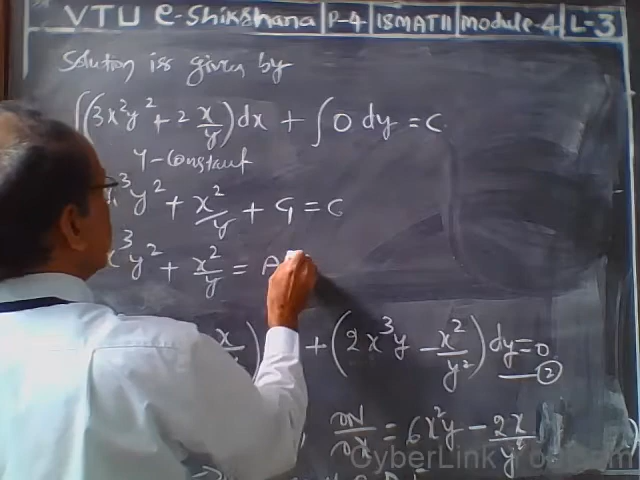 VTU e-Shikshana P-4 18MAT11 module-4 L-3
Solution is given by
∫(3x²y² + 2 x/y) dx + ∫ 0 dy = C
y-constant
x³y² + x²/y + C₁ = C
x³y² + x²/y = A
x ) + (2x³y - x²/y²) dy = 0
②
∂N/∂x = 6x²y - 2x/y²
CyberLink